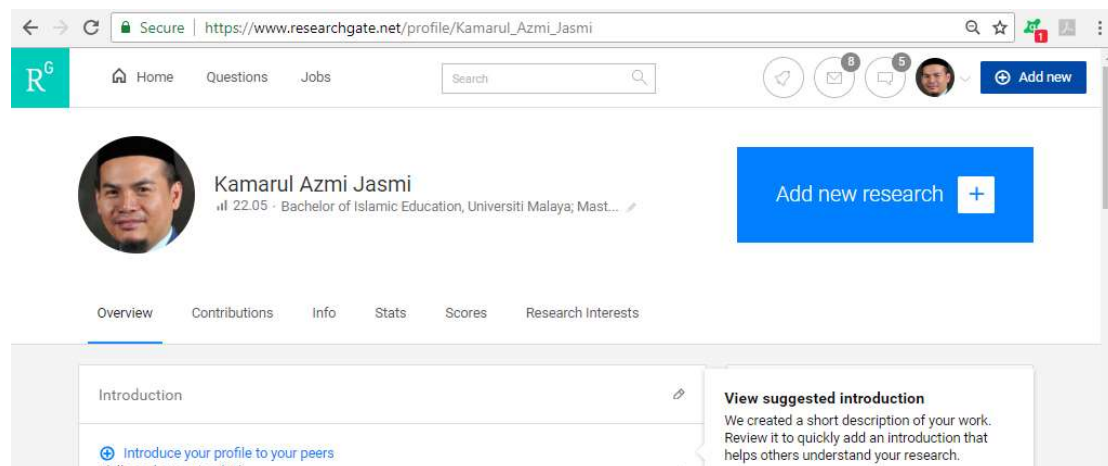 Secure | https://www.researchgate.net/profile/Kamarul_Azmi_Jasmi
1
RG Home Questions Jobs Search 8 5 Add new
Kamarul Azmi Jasmi
22.05 · Bachelor of Islamic Education, Universiti Malaya; Mast...
Add new research +
Overview Contributions Info Stats Scores Research Interests
Introduction
Introduce your profile to your peers
View suggested introduction
We created a short description of your work.
Review it to quickly add an introduction that
helps others understand your research.